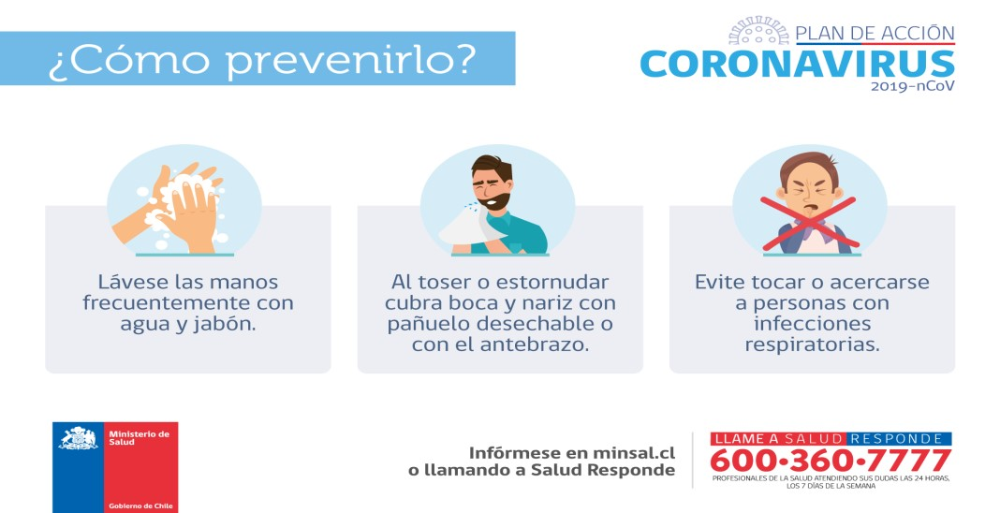 ¿Cómo prevenirlo?
PLAN DE ACCIÓN
CORONAVIRUS
2019-nCoV
Lávese las manos
frecuentemente con
agua y jabón.
Al toser o estornudar
cubra boca y nariz con
pañuelo desechable o
con el antebrazo.
Evite tocar o acercarse
a personas con
infecciones
respiratorias.
Ministerio de
Salud
Gobierno de Chile
Infórmese en minsal.cl
o llamando a Salud Responde
LLAME A SALUD RESPONDE
600·360·7777
PROFESIONALES DE LA SALUD ATENDIENDO SUS DUDAS LAS 24 HORAS,
LOS 7 DÍAS DE LA SEMANA